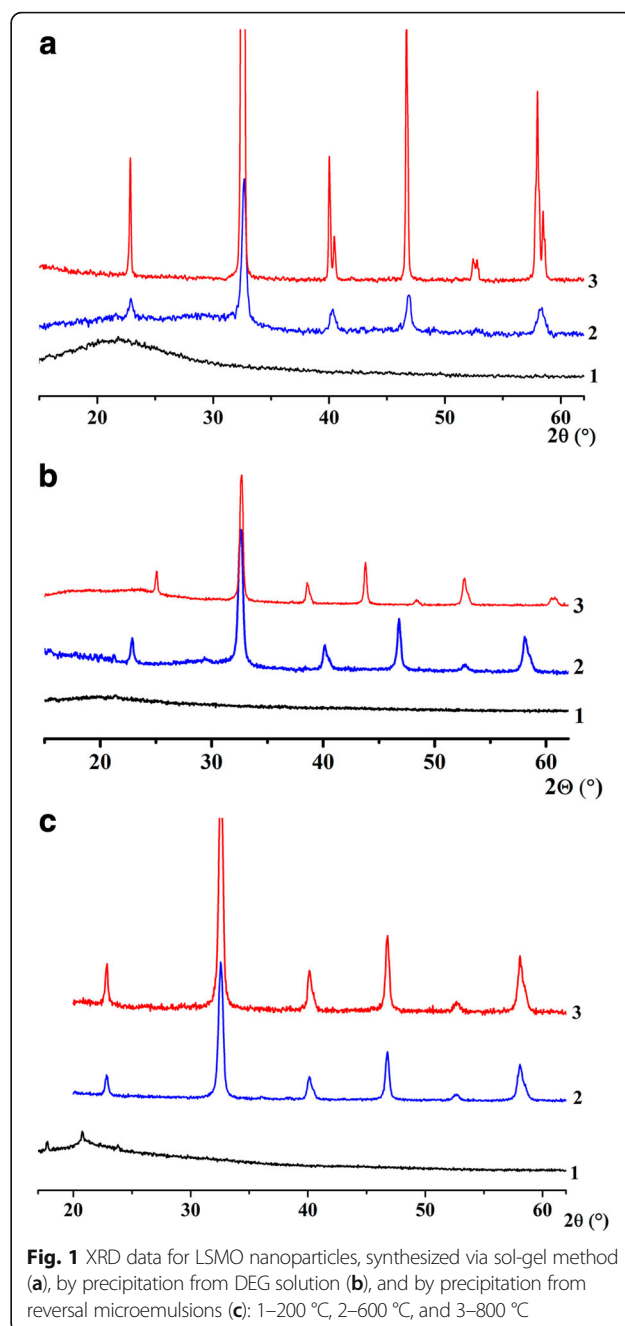 a
3
2
1
20 30 40 50 60
2θ (°)
b
3
2
1
20 30 40 50 60
2Θ (°)
c
3
2
1
20 30 40 50 60
2θ (°)
Fig. 1 XRD data for LSMO nanoparticles, synthesized via sol-gel method
(a), by precipitation from DEG solution (b), and by precipitation from
reversal microemulsions (c): 1–200 °C, 2–600 °C, and 3–800 °C